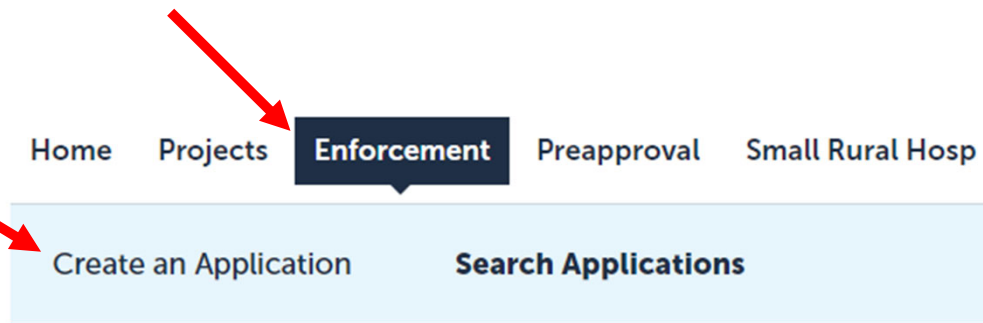 Home Projects Enforcement Preapproval Small Rural Hosp
Create an Application Search Applications